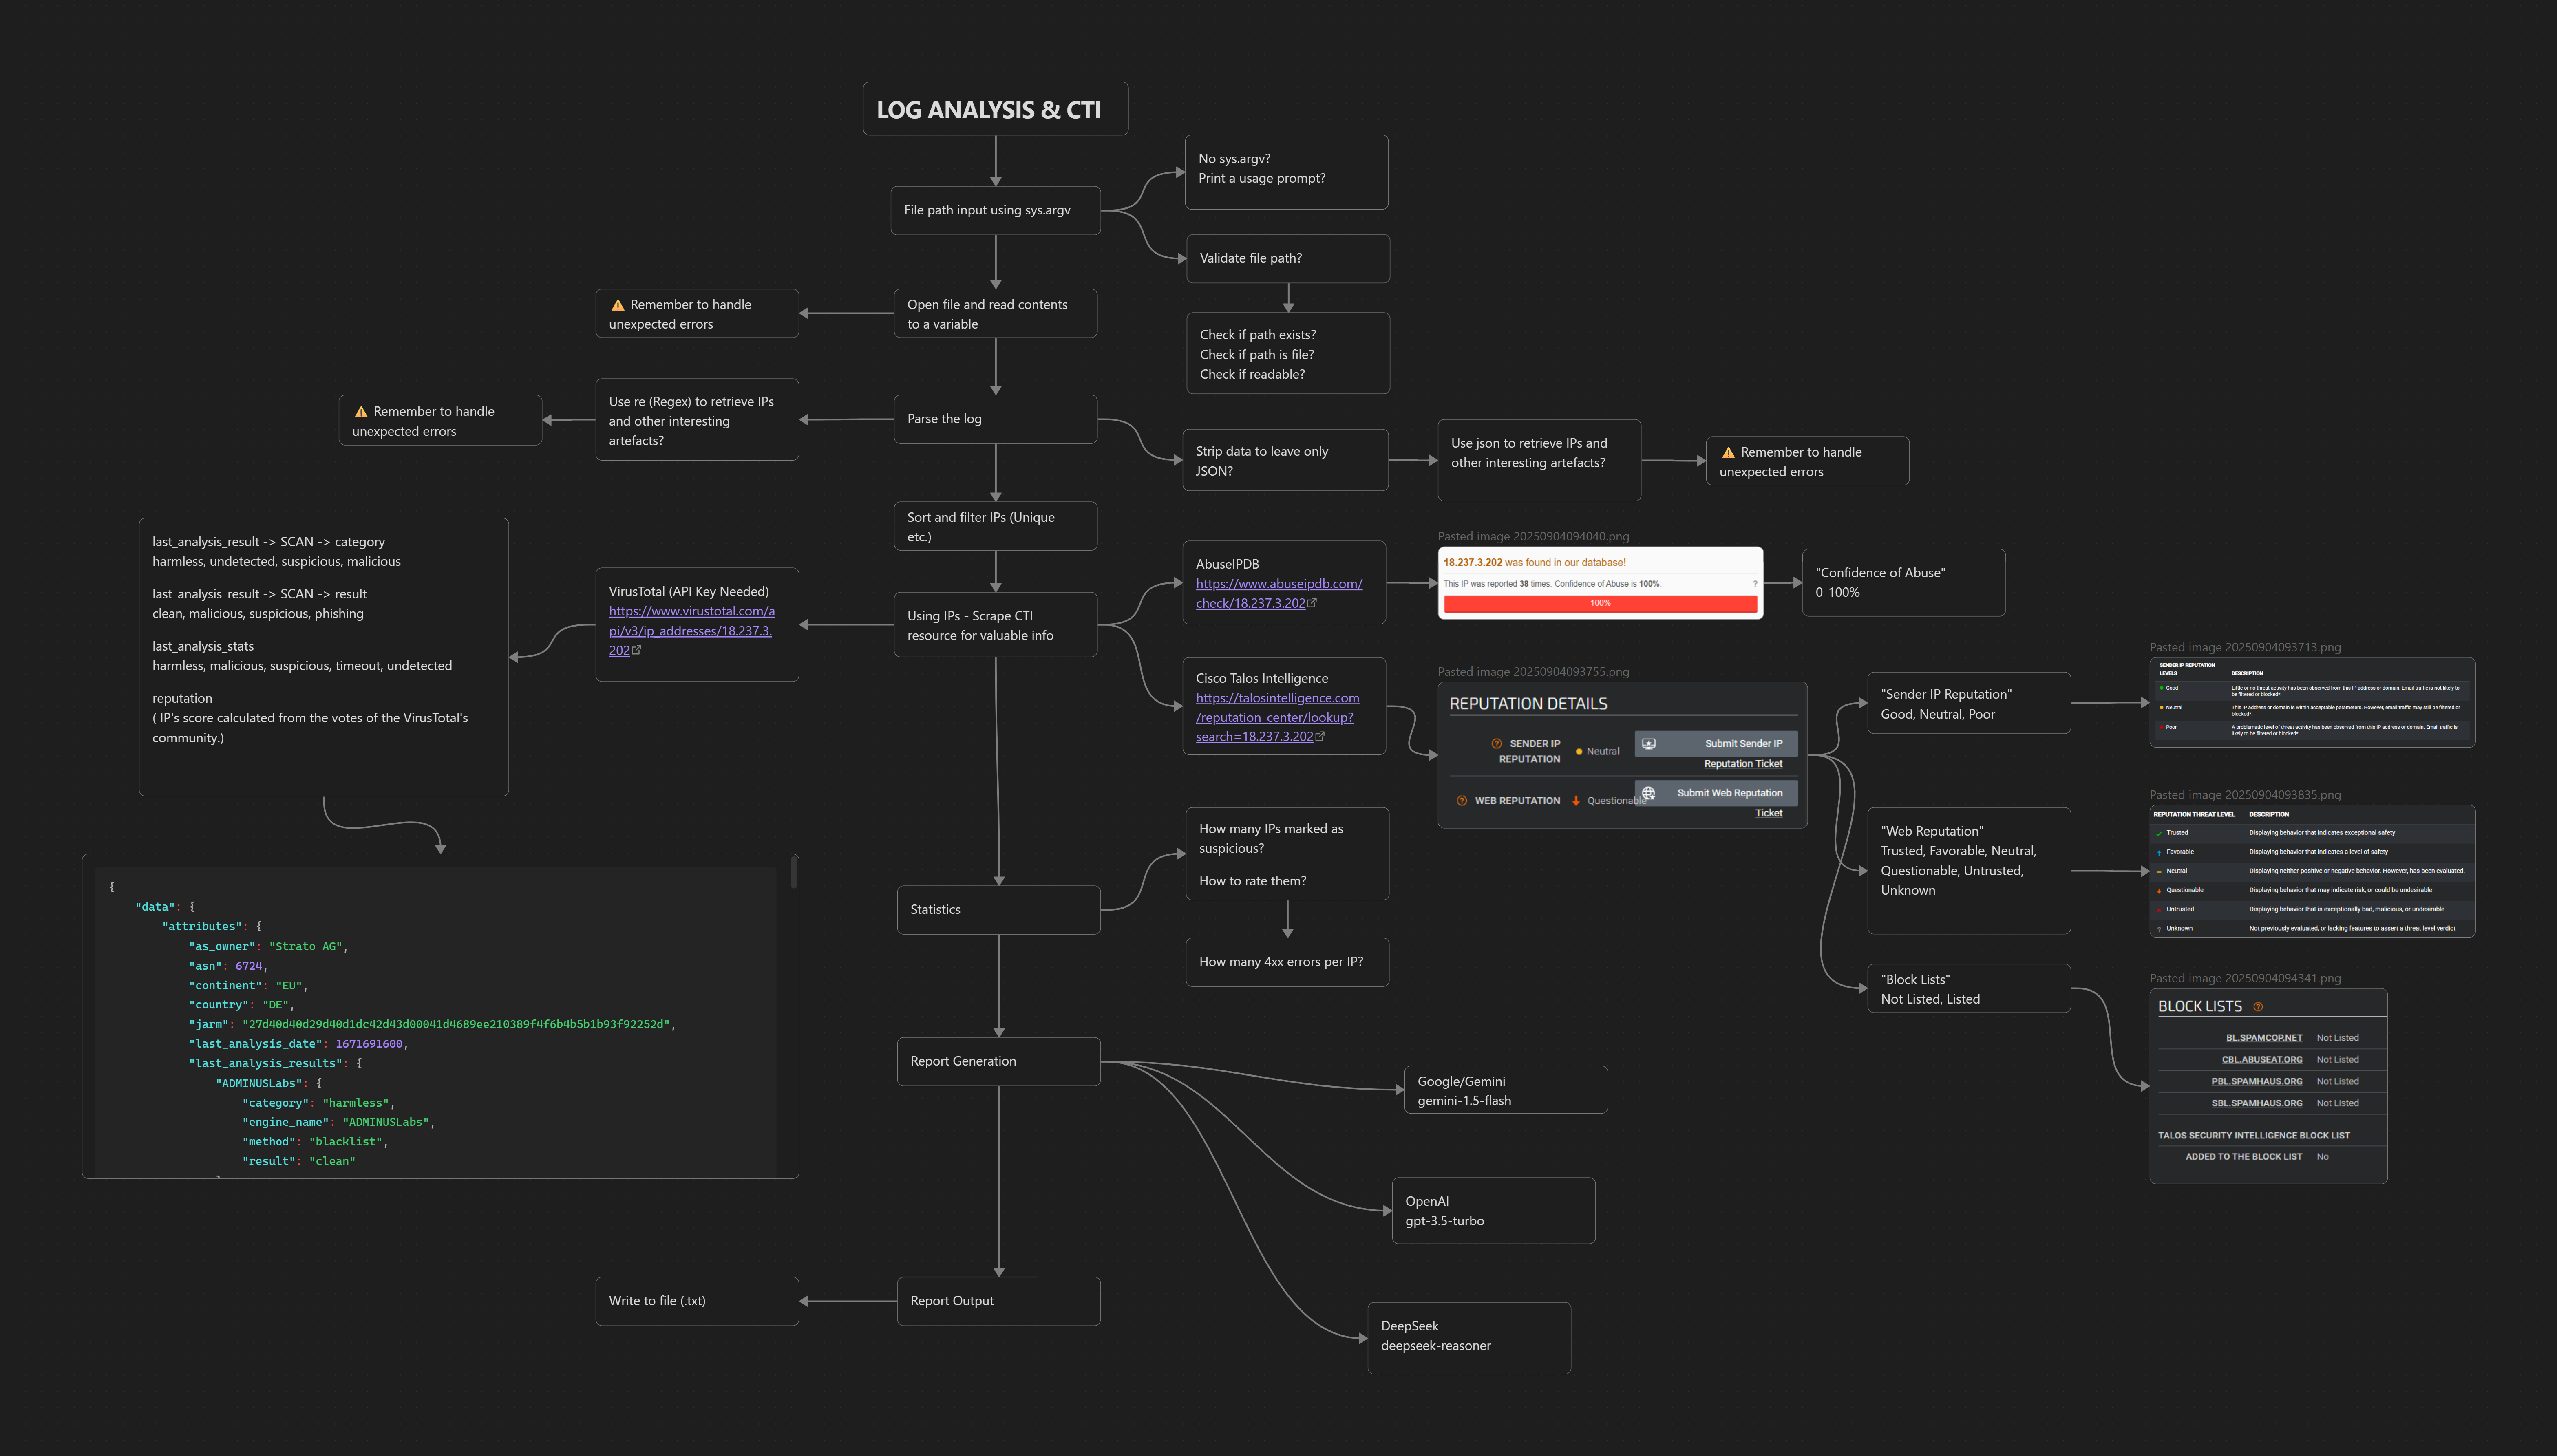 LOG ANALYSIS & CTI
No sys.argv?
Print a usage prompt?
File path input using sys.argv
Validate file path?
⚠️ Remember to handle
unexpected errors
Open file and read contents
to a variable
Check if path exists?
Check if path is file?
Check if readable?
⚠️ Remember to handle
unexpected errors
Use re (Regex) to retrieve IPs
and other interesting
artefacts?
Parse the log
Strip data to leave only
JSON?
Use json to retrieve IPs and
other interesting artefacts?
⚠️ Remember to handle
unexpected errors
Sort and filter IPs (Unique
etc.)
last_analysis_result -> SCAN -> category
harmless, undetected, suspicious, malicious
last_analysis_result -> SCAN -> result
clean, malicious, suspicious, phishing
last_analysis_stats
harmless, malicious, suspicious, timeout, undetected
reputation
( IP's score calculated from the votes of the VirusTotal's
community.)
VirusTotal (API Key Needed)
https://www.virustotal.com/a
pi/v3/ip_addresses/18.237.3.
202
Using IPs - Scrape CTI
resource for valuable info
AbuseIPDB
https://www.abuseipdb.com/
check/18.237.3.202
Pasted image 20250904094040.png
18.237.3.202 was found in our database!
This IP was reported 38 times. Confidence of Abuse is 100%:
?
100%
"Confidence of Abuse"
0-100%
Cisco Talos Intelligence
https://talosintelligence.com
/reputation_center/lookup?
search=18.237.3.202
Pasted image 20250904093755.png
REPUTATION DETAILS
SENDER IP
REPUTATION
Neutral
Submit Sender IP
Reputation Ticket
WEB REPUTATION
Questionable
Submit Web Reputation
Ticket
"Sender IP Reputation"
Good, Neutral, Poor
Pasted image 20250904093713.png
SENDER IP REPUTATION
LEVELS DESCRIPTION
Good Little or no threat activity has been observed from this IP address or domain. Email traffic is not likely to
be filtered or blocked*.
Neutral This IP address or domain is within acceptable parameters. However, email traffic may still be filtered or
blocked*.
Poor A problematic level of threat activity has been observed from this IP address or domain. Email traffic is
likely to be filtered or blocked*.
"Web Reputation"
Trusted, Favorable, Neutral,
Questionable, Untrusted,
Unknown
Pasted image 20250904093835.png
REPUTATION THREAT LEVEL DESCRIPTION
Trusted Displaying behavior that indicates exceptional safety
Favorable Displaying behavior that indicates a level of safety
Neutral Displaying neither positive or negative behavior. However, has been evaluated.
Questionable Displaying behavior that may indicate risk, or could be undesirable
Untrusted Displaying behavior that is exceptionally bad, malicious, or undesirable
? Unknown Not previously evaluated, or lacking features to assert a threat level verdict
"Block Lists"
Not Listed, Listed
Pasted image 20250904094341.png
BLOCK LISTS
BL.SPAMCOP.NET Not Listed
CBL.ABUSEAT.ORG Not Listed
PBL.SPAMHAUS.ORG Not Listed
SBL.SPAMHAUS.ORG Not Listed
TALOS SECURITY INTELLIGENCE BLOCK LIST
ADDED TO THE BLOCK LIST No
{
"data": {
"attributes": {
"as_owner": "Strato AG",
"asn": 6724,
"continent": "EU",
"country": "DE",
"jarm": "27d40d40d29d40d1dc42d43d00041d4689ee210389f4f6b4b5b1b93f92252d",
"last_analysis_date": 1671691600,
"last_analysis_results": {
"ADMINUSLabs": {
"category": "harmless",
"engine_name": "ADMINUSLabs",
"method": "blacklist",
"result": "clean"
Statistics
How many IPs marked as
suspicious?
How to rate them?
How many 4xx errors per IP?
Report Generation
Google/Gemini
gemini-1.5-flash
OpenAI
gpt-3.5-turbo
DeepSeek
deepseek-reasoner
Report Output
Write to file (.txt)